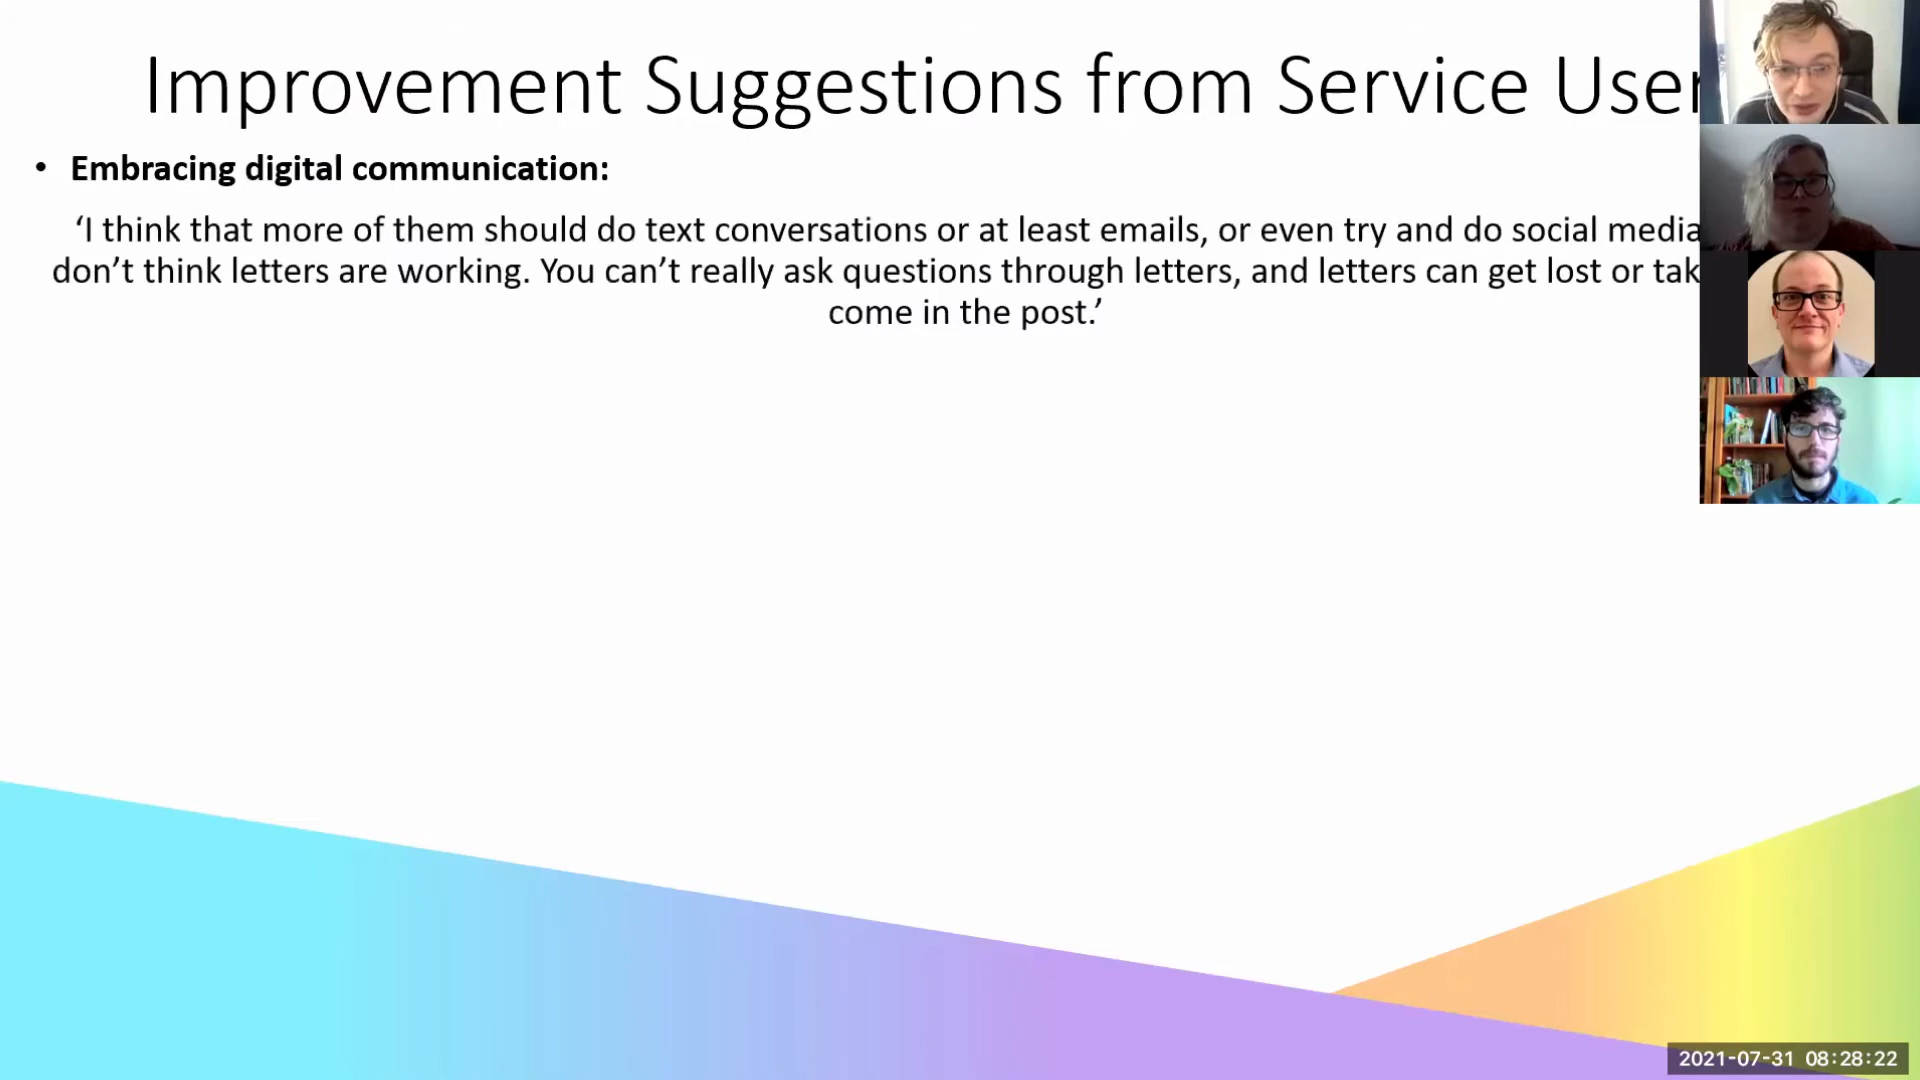 Improvement Suggestions from Service User
• Embracing digital communication:
‘I think that more of them should do text conversations or at least emails, or even try and do social media
don’t think letters are working. You can’t really ask questions through letters, and letters can get lost or
come in the post.’
2021-07-31 08:28:22